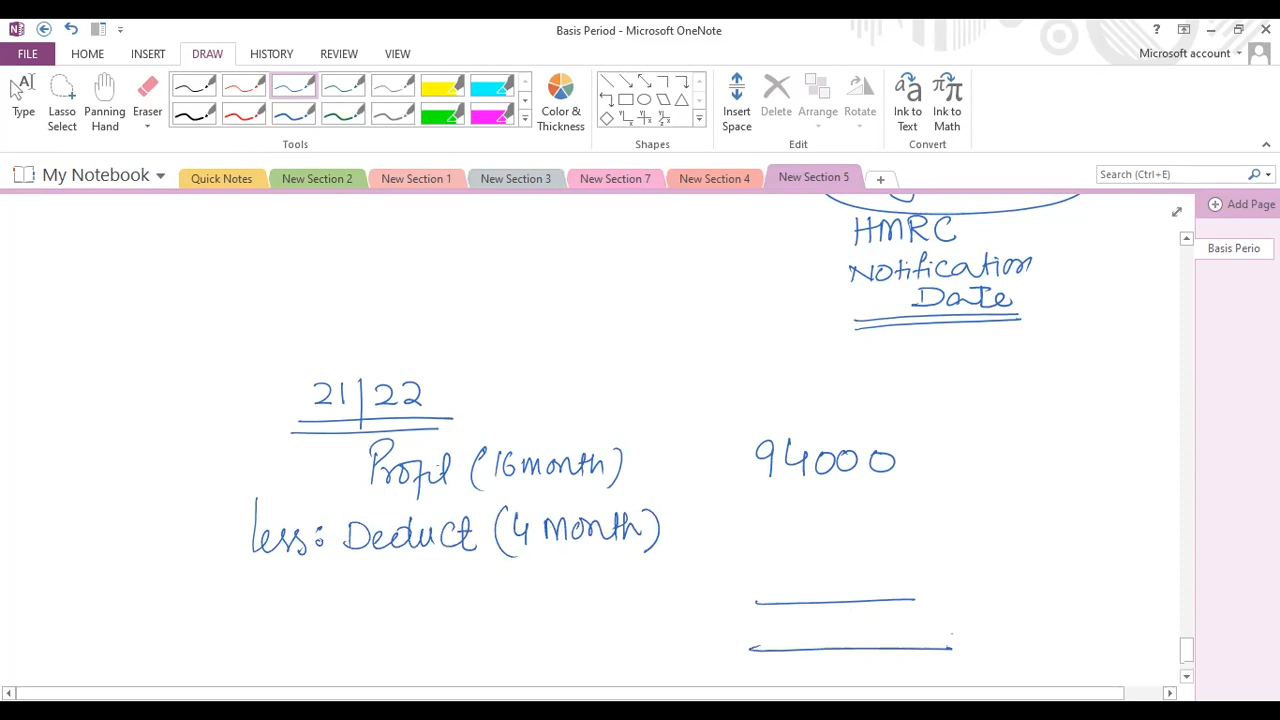 Basis Period - Microsoft OneNote
?
FILE HOME INSERT DRAW HISTORY REVIEW VIEW
Microsoft account
Type
Lasso Select
Panning Hand
Eraser
Color & Thickness
Insert Space
Delete
Arrange
Rotate
Ink to Text
Ink to Math
Tools
Shapes
Edit
Convert
My Notebook
Quick Notes
New Section 2
New Section 1
New Section 3
New Section 7
New Section 4
New Section 5
Search (Ctrl+E)
Add Page
Basis Perio
HMRC
Notification
Date
21|22
Profit (16 month) 94000
less: Deduct (4 month)